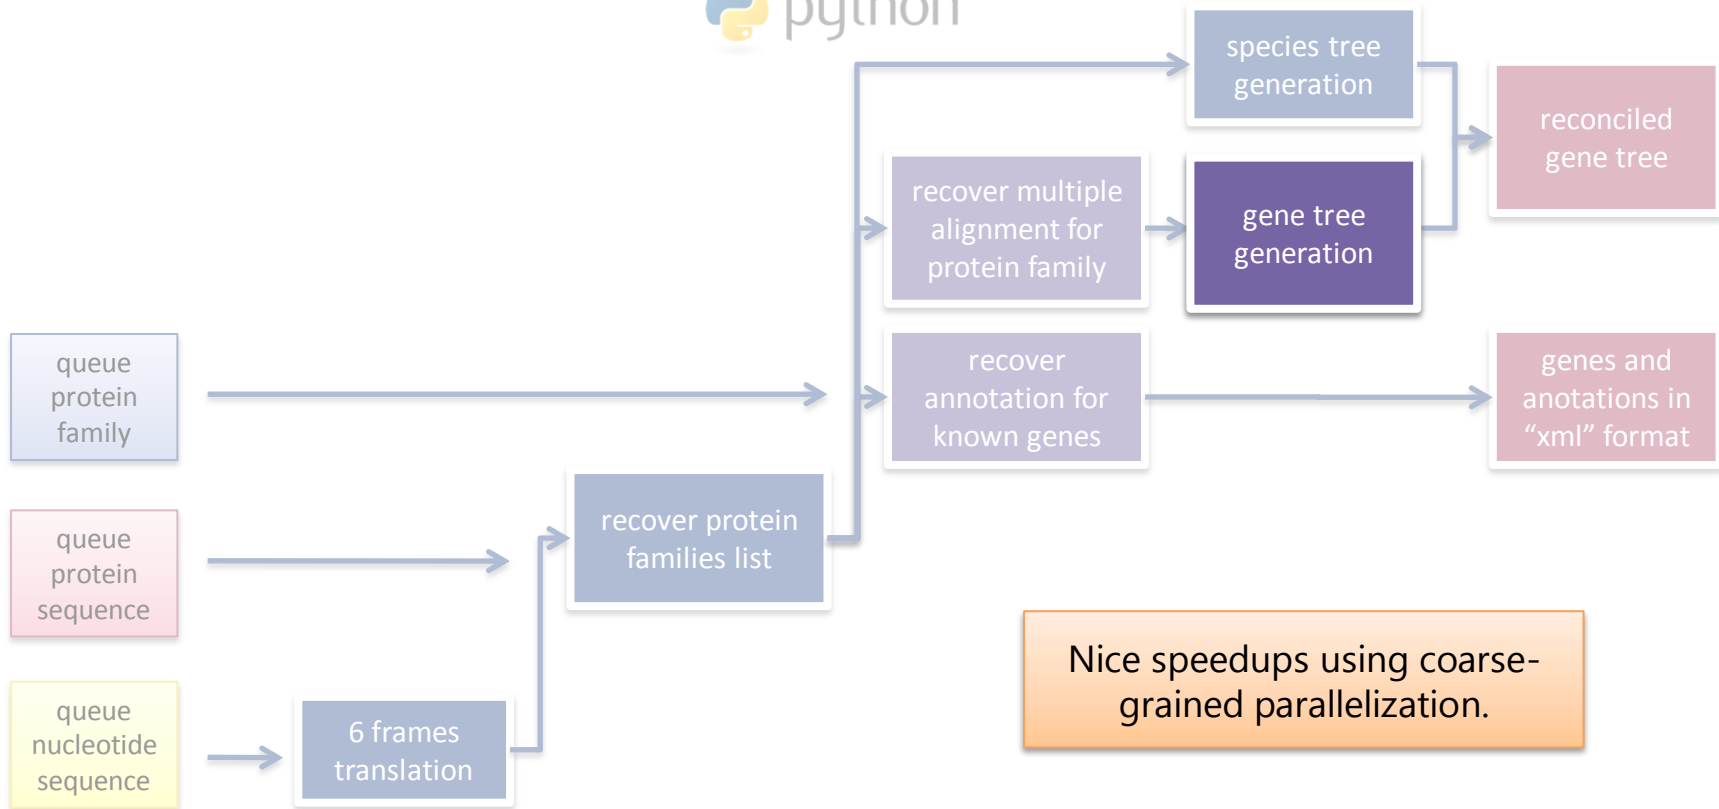 python
species tree
generation
reconciled
gene tree
recover multiple
alignment for
protein family
gene tree
generation
queue
protein
family
recover
annotation for
known genes
genes and
anotations in
“xml” format
queue
protein
sequence
recover protein
families list
Nice speedups using coarse-
grained parallelization.
queue
nucleotide
sequence
6 frames
translation